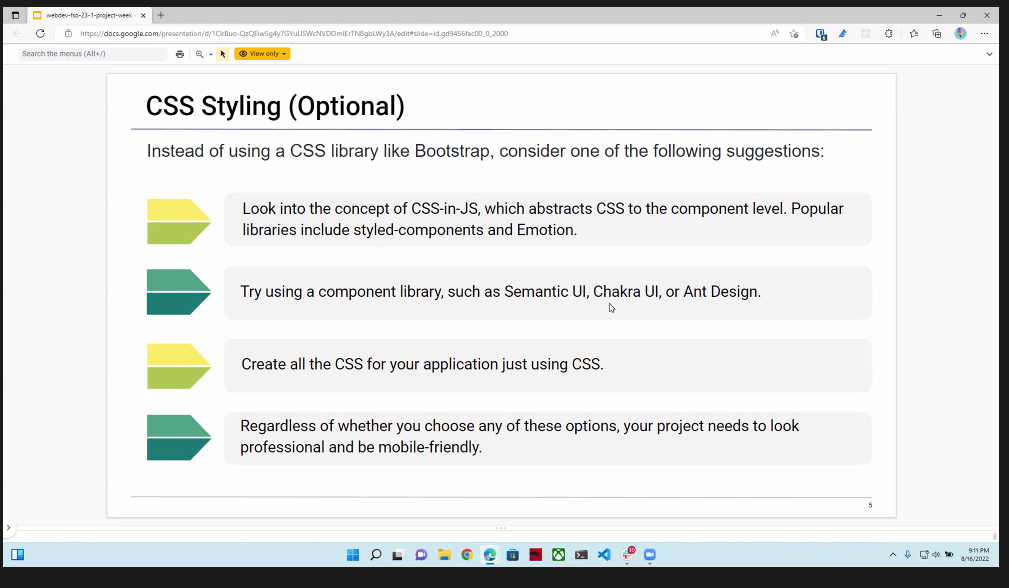 webdev-fso-23-1-project-week
https://docs.google.com/presentation/d/1ClrBuo-QzQEiwSg4y7GYuUSWcNVDOmIErTNBgbLWy3A/edit#slide=id.gd9456fac00_0_2000
Search the menus (Alt+/)
View only
CSS Styling (Optional)
Instead of using a CSS library like Bootstrap, consider one of the following suggestions:
Look into the concept of CSS-in-JS, which abstracts CSS to the component level. Popular
libraries include styled-components and Emotion.
Try using a component library, such as Semantic UI, Chakra UI, or Ant Design.
Create all the CSS for your application just using CSS.
Regardless of whether you choose any of these options, your project needs to look
professional and be mobile-friendly.
5
9:11 PM
8/16/2022